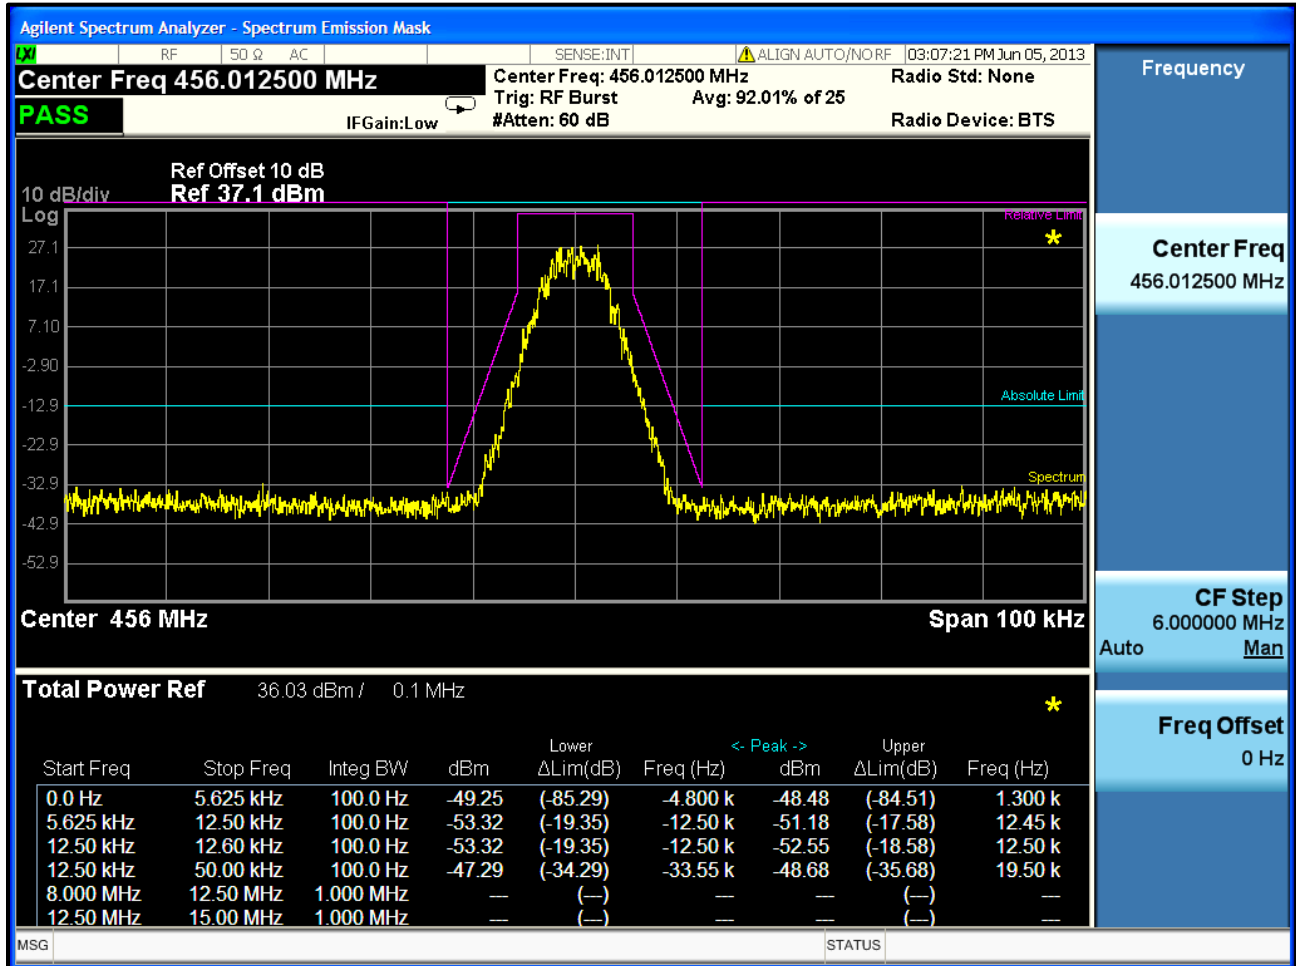 Agilent Spectrum Analyzer - Spectrum Emission Mask
LXI RF 50 Ω AC SENSE:INT ALIGN AUTO/NO RF 03:07:21 PM Jun 05, 2013
Center Freq 456.012500 MHz
Center Freq: 456.012500 MHz Radio Std: None
Trig: RF Burst Avg: 92.01% of 25
PASS
IFGain:Low #Atten: 60 dB Radio Device: BTS
Ref Offset 10 dB
10 dB/div Ref 37.1 dBm
Log
Relative Limit
27.1
17.1
7.10
-2.90
Absolute Limit
-12.9
-22.9
Spectrum
-32.9
-42.9
-52.9
Center 456 MHz Span 100 kHz
Total Power Ref 36.03 dBm / 0.1 MHz
Lower <- Peak -> Upper
Start Freq Stop Freq Integ BW dBm ΔLim(dB) Freq (Hz) dBm ΔLim(dB) Freq (Hz)
0.0 Hz 5.625 kHz 100.0 Hz -49.25 (-85.29) -4.800 k -48.48 (-84.51) 1.300 k
5.625 kHz 12.50 kHz 100.0 Hz -53.32 (-19.35) -12.50 k -51.18 (-17.58) 12.45 k
12.50 kHz 12.60 kHz 100.0 Hz -53.32 (-19.35) -12.50 k -52.55 (-18.58) 12.50 k
12.50 kHz 50.00 kHz 100.0 Hz -47.29 (-34.29) -33.55 k -48.68 (-35.68) 19.50 k
8.000 MHz 12.50 MHz 1.000 MHz --- (---) --- --- (---) ---
12.50 MHz 15.00 MHz 1.000 MHz --- (---) --- --- (---) ---
MSG STATUS
Frequency
Center Freq
456.012500 MHz
CF Step
6.000000 MHz
Auto Man
Freq Offset
0 Hz